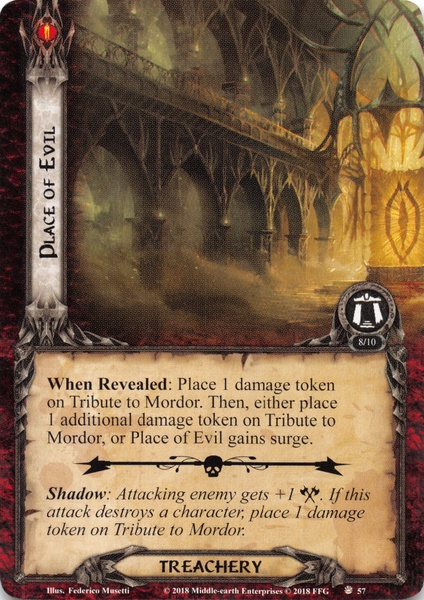 PLACE OF EVIL
8/10
When Revealed: Place 1 damage token
on Tribute to Mordor. Then, either place
1 additional damage token on Tribute to
Mordor, or Place of Evil gains surge.
Shadow: Attacking enemy gets +1 . If this
attack destroys a character, place 1 damage
token on Tribute to Mordor.
TREACHERY
Illus. Federico Musetti © 2018 Middle-earth Enterprises © 2018 FFG 57